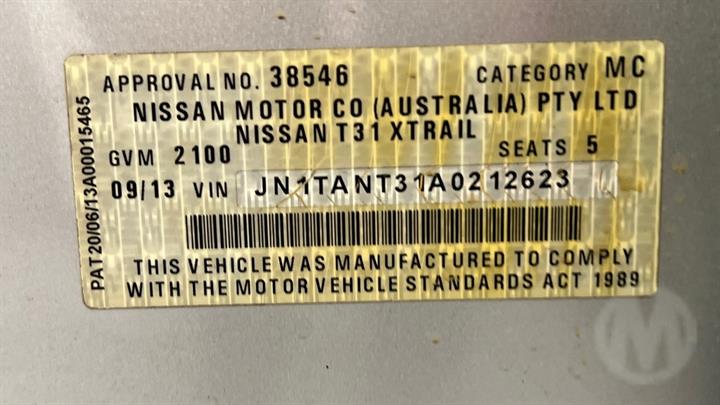 APPROVAL NO. 38546 CATEGORY MC
NISSAN MOTOR CO (AUSTRALIA) PTY LTD
NISSAN T31 XTRAIL
GVM 2100 SEATS 5
09/13 VIN JN1TANT31A0212623
THIS VEHICLE WAS MANUFACTURED TO COMPLY
WITH THE MOTOR VEHICLE STANDARDS ACT 1989
PAT20/06/13A00015465
M